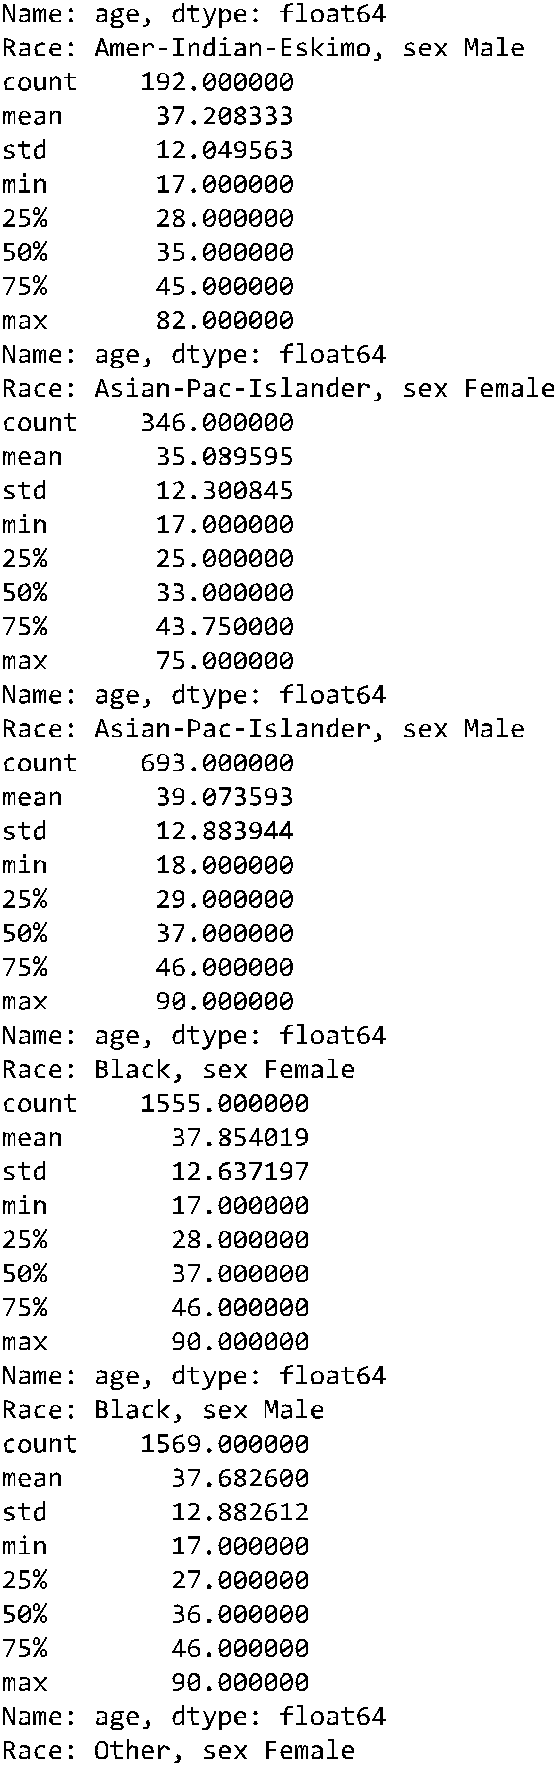 Name: age, dtype: float64
Race: Amer-Indian-Eskimo, sex Male
count    192.000000
mean      37.208333
std       12.049563
min       17.000000
25%       28.000000
50%       35.000000
75%       45.000000
max       82.000000
Name: age, dtype: float64
Race: Asian-Pac-Islander, sex Female
count    346.000000
mean      35.089595
std       12.300845
min       17.000000
25%       25.000000
50%       33.000000
75%       43.750000
max       75.000000
Name: age, dtype: float64
Race: Asian-Pac-Islander, sex Male
count    693.000000
mean      39.073593
std       12.883944
min       18.000000
25%       29.000000
50%       37.000000
75%       46.000000
max       90.000000
Name: age, dtype: float64
Race: Black, sex Female
count    1555.000000
mean       37.854019
std        12.637197
min        17.000000
25%        28.000000
50%        37.000000
75%        46.000000
max        90.000000
Name: age, dtype: float64
Race: Black, sex Male
count    1569.000000
mean       37.682600
std        12.882612
min        17.000000
25%        27.000000
50%        36.000000
75%        46.000000
max        90.000000
Name: age, dtype: float64
Race: Other, sex Female